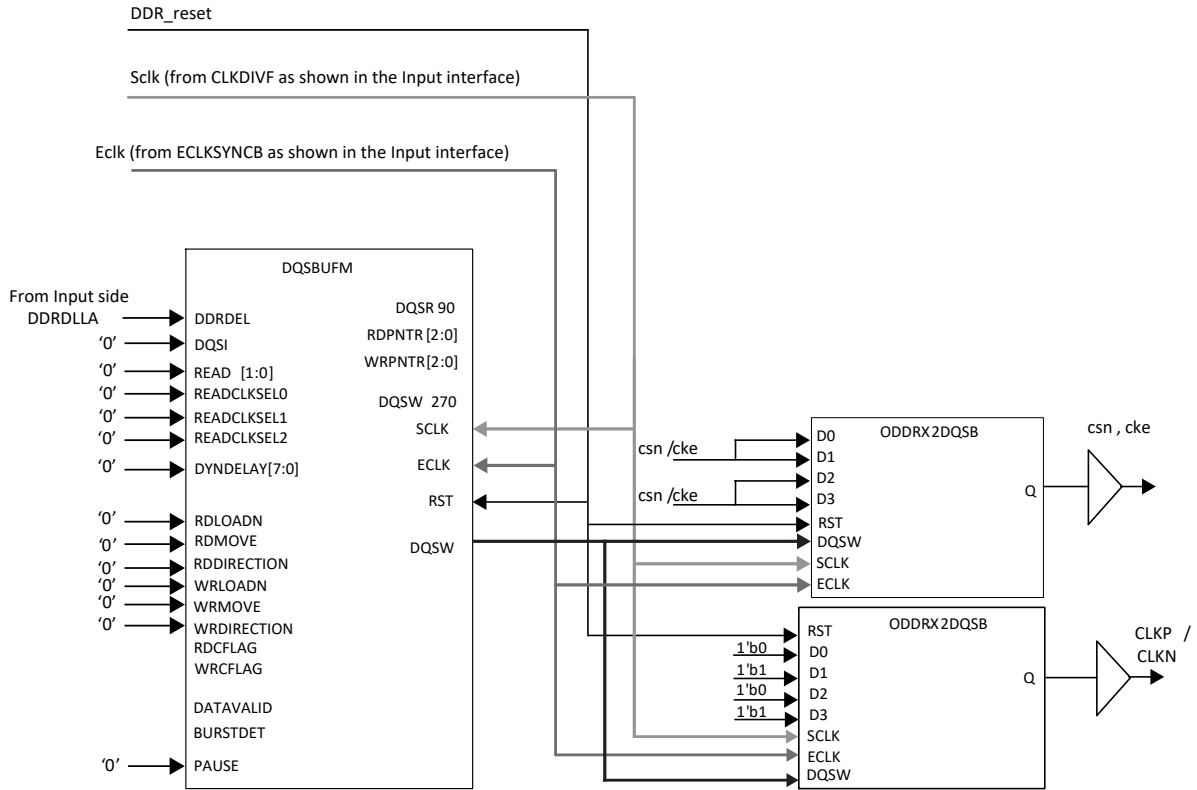 DDR_reset
Sclk (from CLKDIVF as shown in the Input interface)
Eclk (from ECLKSYNCB as shown in the Input interface)
DQSBUFM
From Input side
DDRDLLA
DDRDEL
'0'
DQSI
'0'
READ [1:0]
'0'
READCLKSEL0
'0'
READCLKSEL1
'0'
READCLKSEL2
'0'
DYNDELAY[7:0]
'0'
RDLOADN
'0'
RDMOVE
'0'
RDDIRECTION
'0'
WRLOADN
'0'
WRMOVE
'0'
WRDIRECTION
RDCFLAG
WRCFLAG
DATAVALID
BURSTDET
'0'
PAUSE
DQSR 90
RDPNTR [2:0]
WRPNTR[2:0]
DQSW 270
SCLK
ECLK
RST
DQSW
ODDRX2DQSB
csn /cke
csn /cke
D0
D1
D2
D3
RST
DQSW
SCLK
ECLK
Q
csn , cke
ODDRX2DQSB
RST
1'b0
D0
1'b1
D1
1'b0
D2
1'b1
D3
SCLK
ECLK
DQSW
Q
CLKP /
CLKN